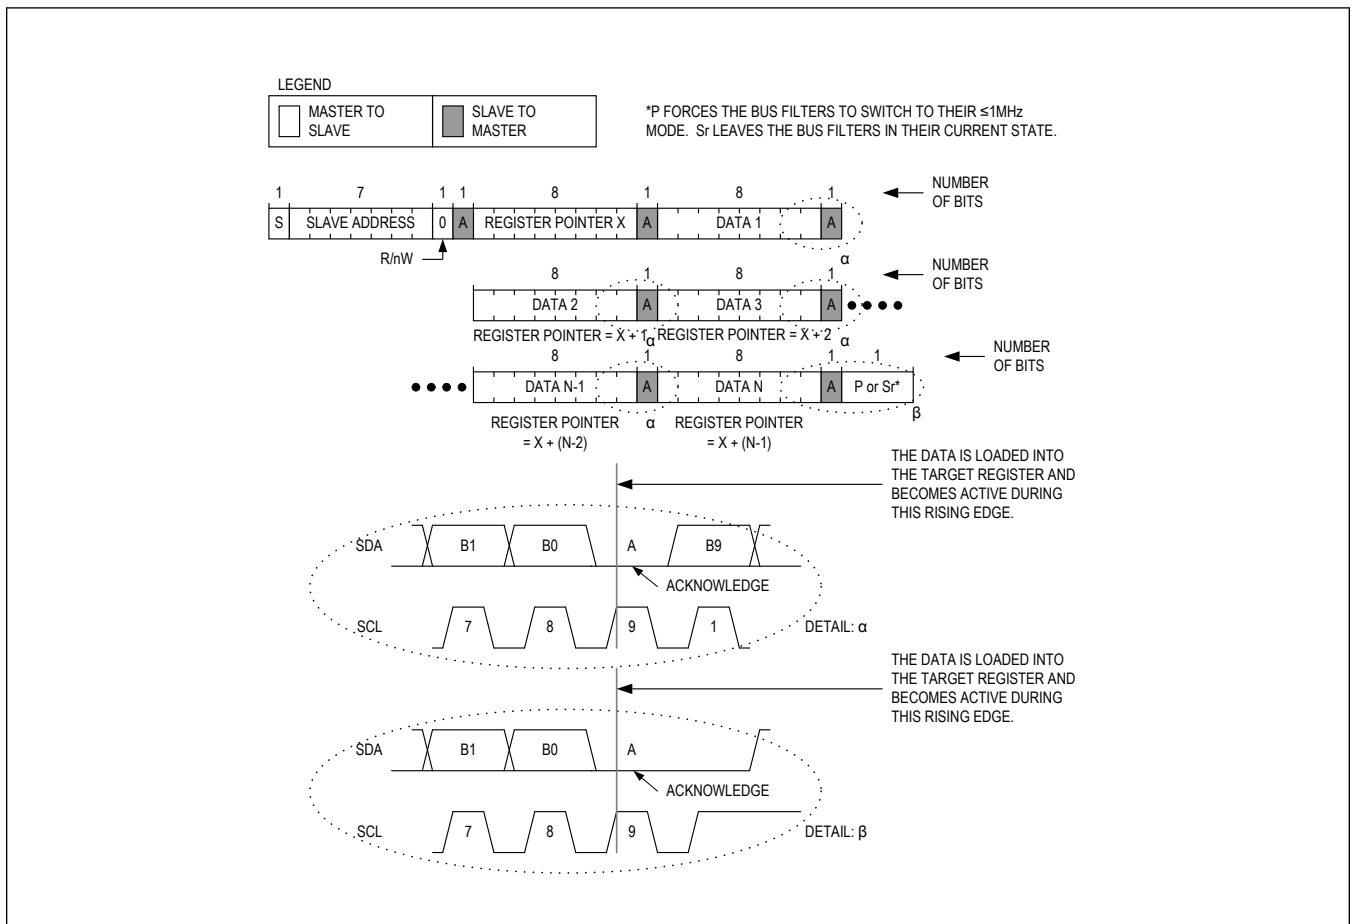 LEGEND
MASTER TO
SLAVE
SLAVE TO
MASTER
*P FORCES THE BUS FILTERS TO SWITCH TO THEIR ≤1MHz
MODE. Sr LEAVES THE BUS FILTERS IN THEIR CURRENT STATE.
1 7 1 1 8 1 8 1
NUMBER
OF BITS
S SLAVE ADDRESS 0 A REGISTER POINTER X A DATA 1 A
R/nW
α
8 1 8 1
NUMBER
OF BITS
DATA 2 A DATA 3 A
REGISTER POINTER = X + 1 α REGISTER POINTER = X + 2 α
8 1 8 1 1
NUMBER
OF BITS
DATA N-1 A DATA N A P or Sr*
β
REGISTER POINTER
= X + (N-2)
α
REGISTER POINTER
= X + (N-1)
THE DATA IS LOADED INTO
THE TARGET REGISTER AND
BECOMES ACTIVE DURING
THIS RISING EDGE.
SDA B1 B0 A B9
ACKNOWLEDGE
SCL 7 8 9 1 DETAIL: α
THE DATA IS LOADED INTO
THE TARGET REGISTER AND
BECOMES ACTIVE DURING
THIS RISING EDGE.
SDA B1 B0 A
ACKNOWLEDGE
SCL 7 8 9 DETAIL: β